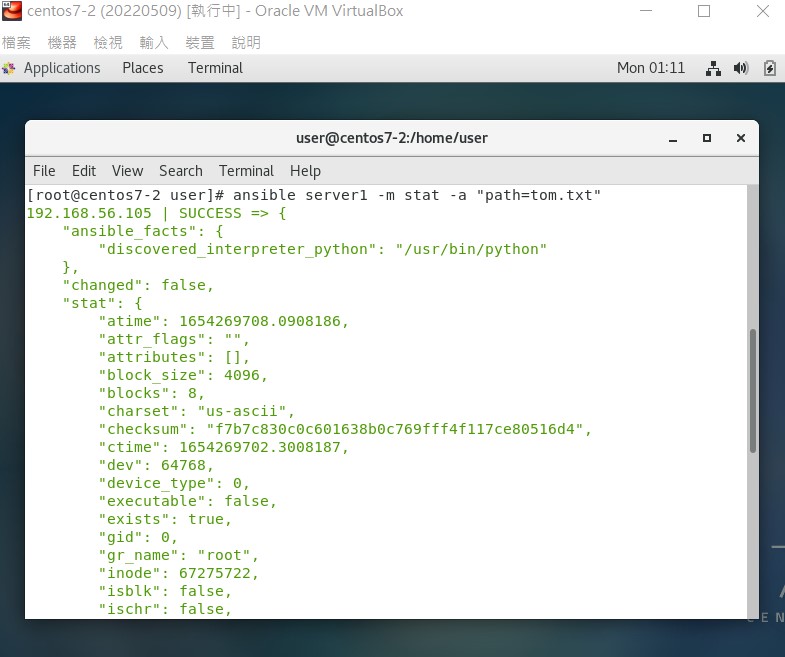 centos7-2 (20220509) [執行中] - Oracle VM VirtualBox
檔案 機器 檢視 輸入 裝置 說明
Applications Places Terminal Mon 01:11
user@centos7-2:/home/user
File Edit View Search Terminal Help
[root@centos7-2 user]# ansible server1 -m stat -a "path=tom.txt"
192.168.56.105 | SUCCESS => {
    "ansible_facts": {
        "discovered_interpreter_python": "/usr/bin/python"
    },
    "changed": false,
    "stat": {
        "atime": 1654269708.0908186,
        "attr_flags": "",
        "attributes": [],
        "block_size": 4096,
        "blocks": 8,
        "charset": "us-ascii",
        "checksum": "f7b7c830c0c601638b0c769fff4f117ce80516d4",
        "ctime": 1654269702.3008187,
        "dev": 64768,
        "device_type": 0,
        "executable": false,
        "exists": true,
        "gid": 0,
        "gr_name": "root",
        "inode": 67275722,
        "isblk": false,
        "ischr": false,